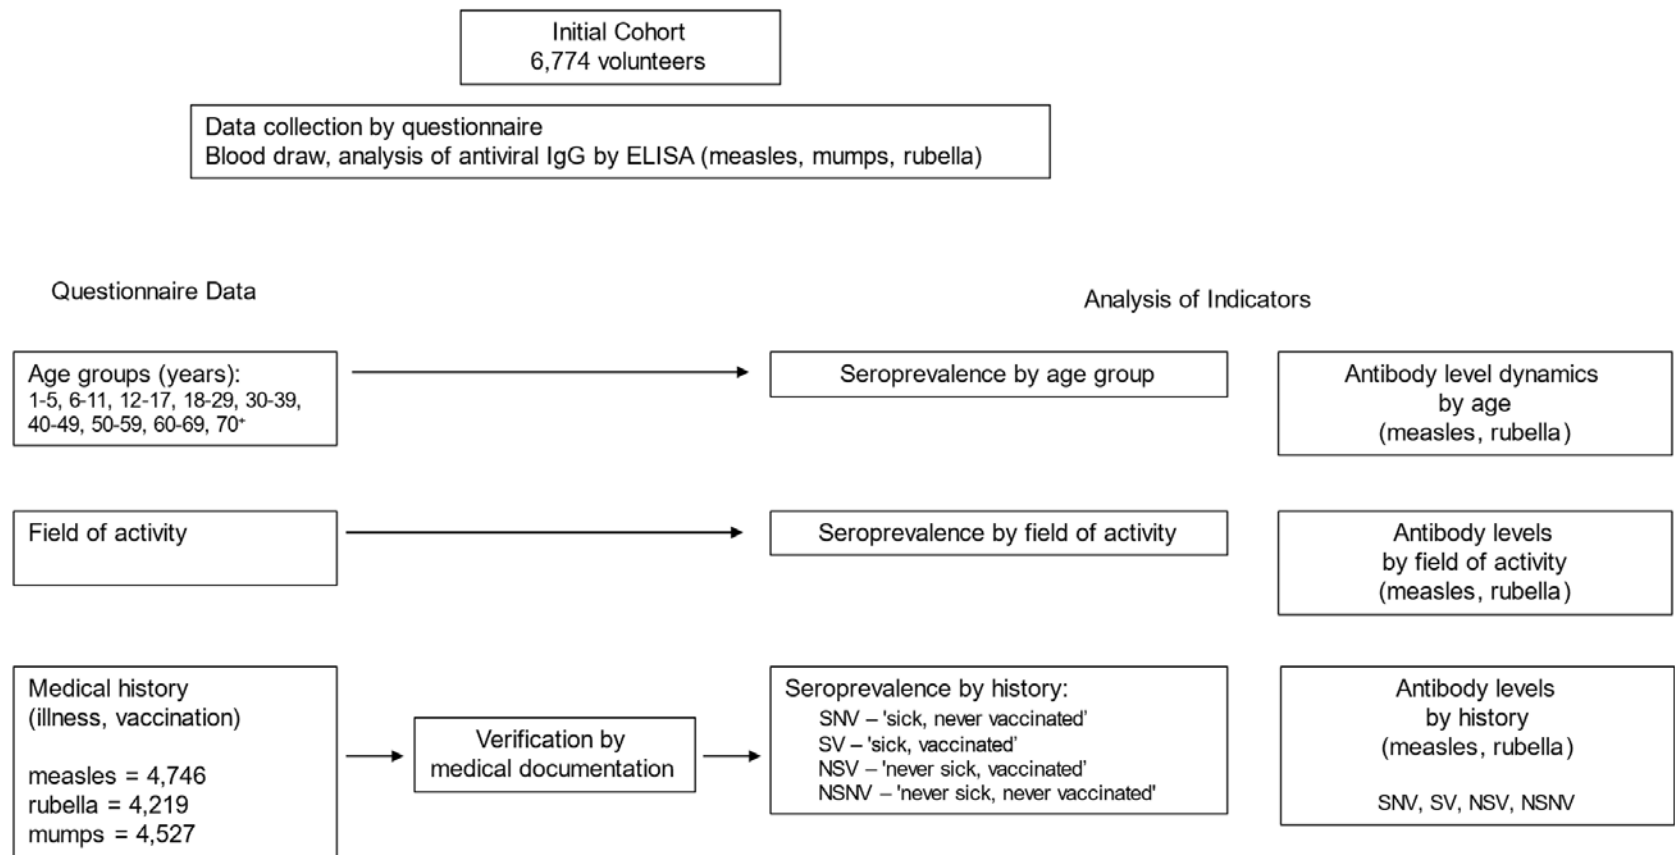 Initial Cohort
6,774 volunteers
Data collection by questionnaire
Blood draw, analysis of antiviral IgG by ELISA (measles, mumps, rubella)
Questionnaire Data
Analysis of Indicators
Age groups (years):
1-5, 6-11, 12-17, 18-29, 30-39,
40-49, 50-59, 60-69, 70⁺
Seroprevalence by age group
Antibody level dynamics
by age
(measles, rubella)
Field of activity
Seroprevalence by field of activity
Antibody levels
by field of activity
(measles, rubella)
Medical history
(illness, vaccination)
measles = 4,746
rubella = 4,219
mumps = 4,527
Verification by
medical documentation
Seroprevalence by history:
SNV – 'sick, never vaccinated’
SV – 'sick, vaccinated’
NSV – 'never sick, vaccinated’
NSNV – 'never sick, never vaccinated'
Antibody levels
by history
(measles, rubella)
SNV, SV, NSV, NSNV